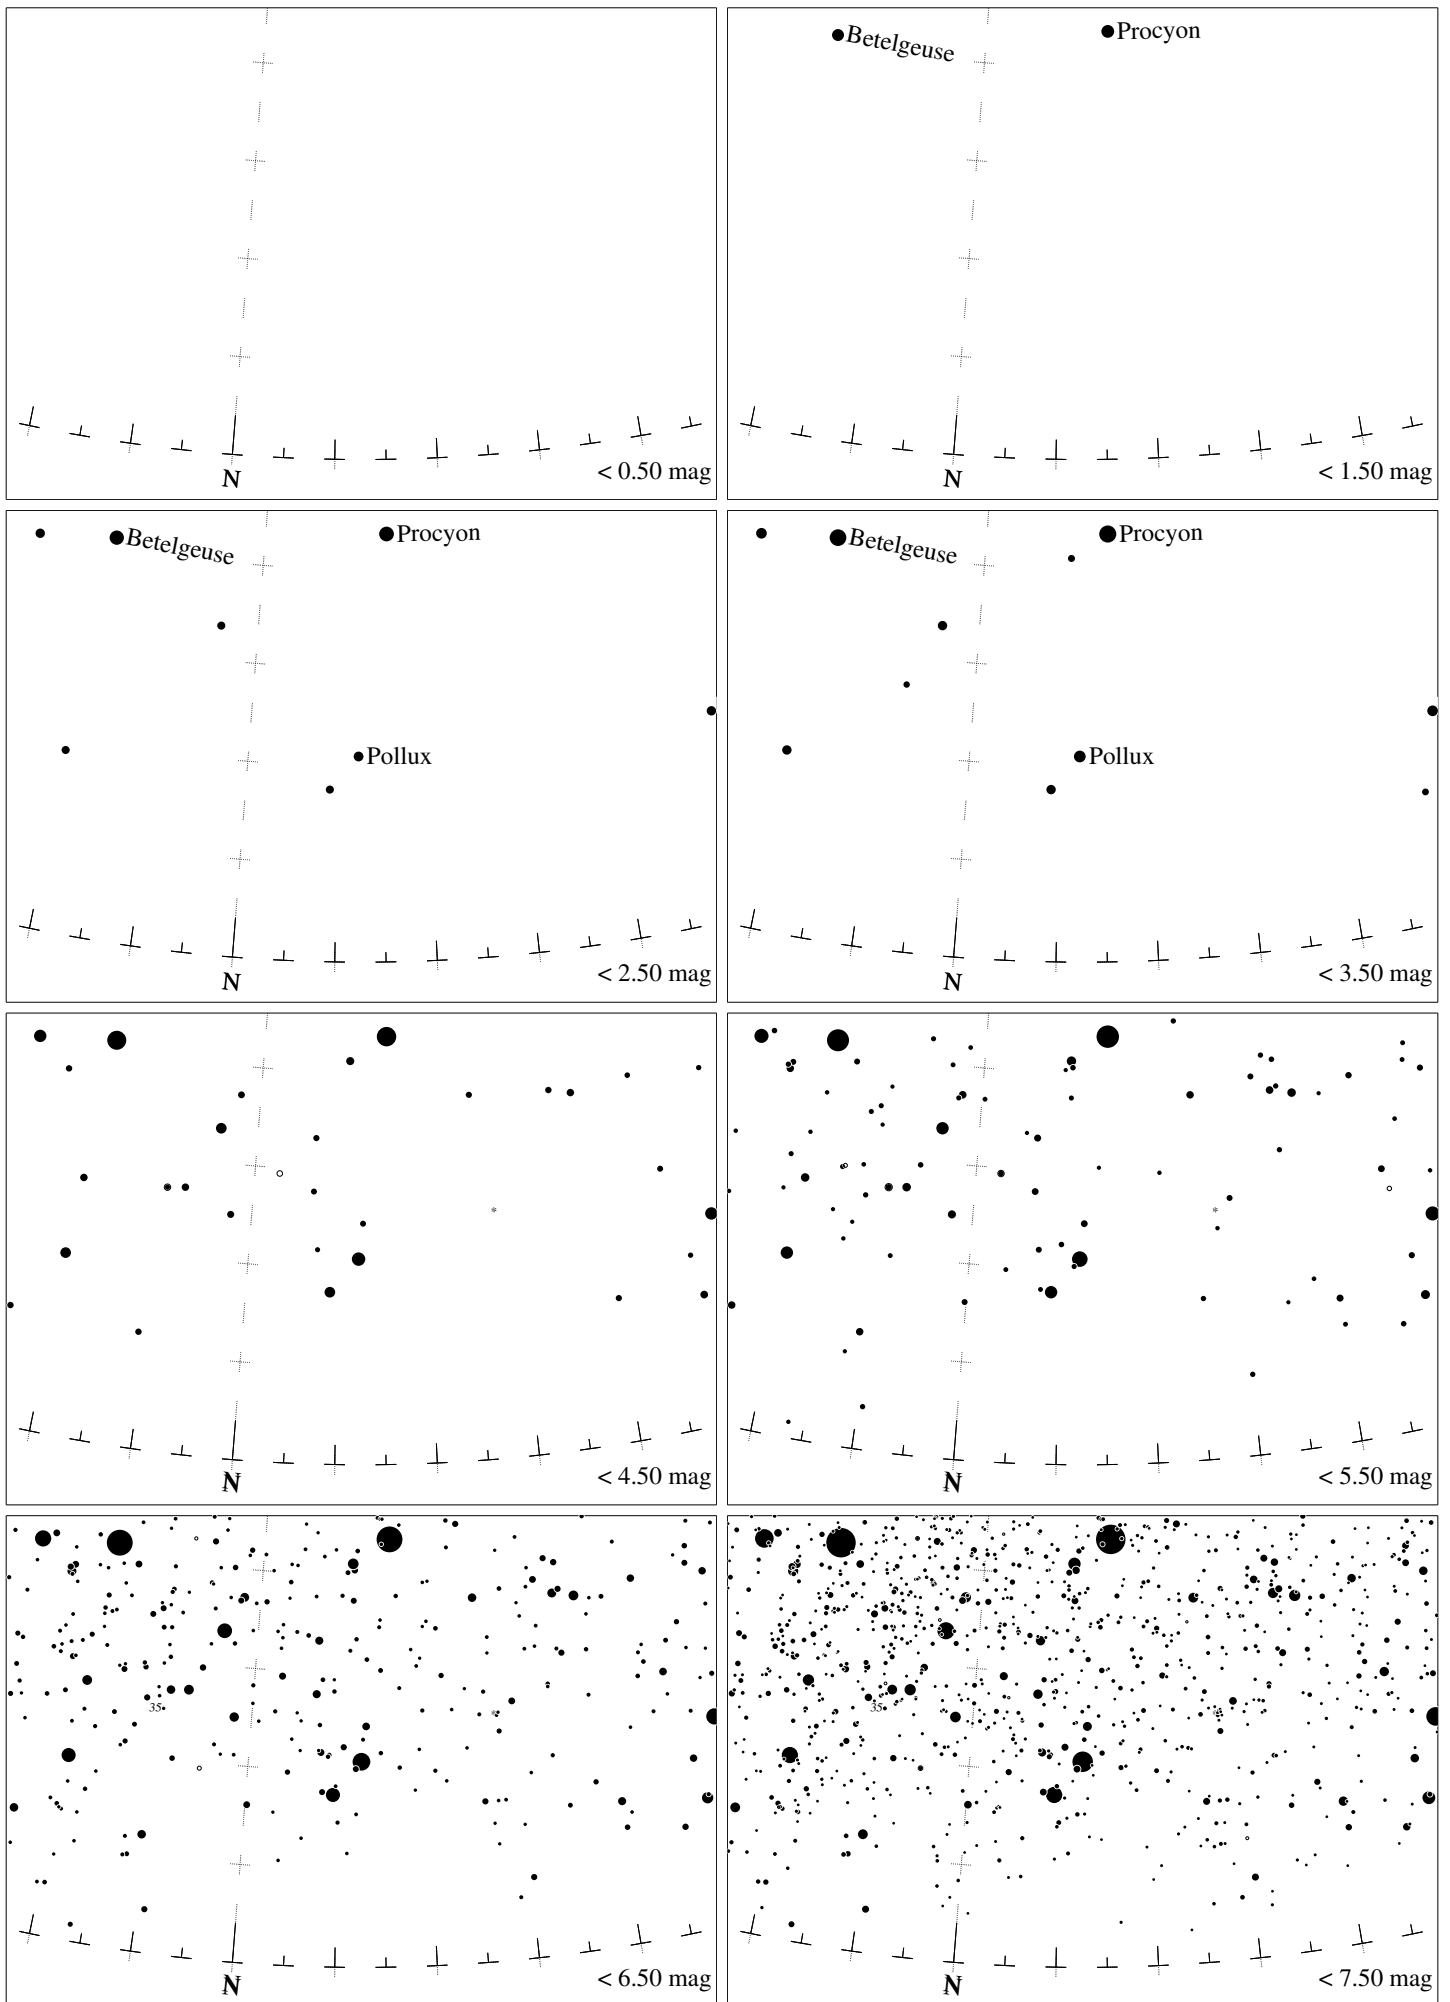 N
< 0.50 mag
Betelgeuse
Procyon
N
< 1.50 mag
Betelgeuse
Procyon
Pollux
N
< 2.50 mag
Betelgeuse
Procyon
Pollux
N
< 3.50 mag
N
< 4.50 mag
N
< 5.50 mag
35
N
< 6.50 mag
35
N
< 7.50 mag